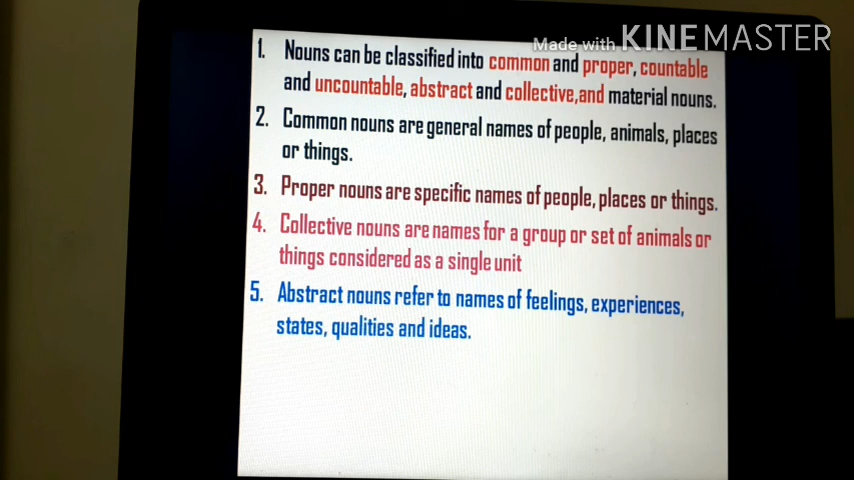 Made with KINEMASTER
1. Nouns can be classified into common and proper, countable
and uncountable, abstract and collective,and material nouns.
2. Common nouns are general names of people, animals, places
or things.
3. Proper nouns are specific names of people, places or things.
4. Collective nouns are names for a group or set of animals or
things considered as a single unit
5. Abstract nouns refer to names of feelings, experiences,
states, qualities and ideas.